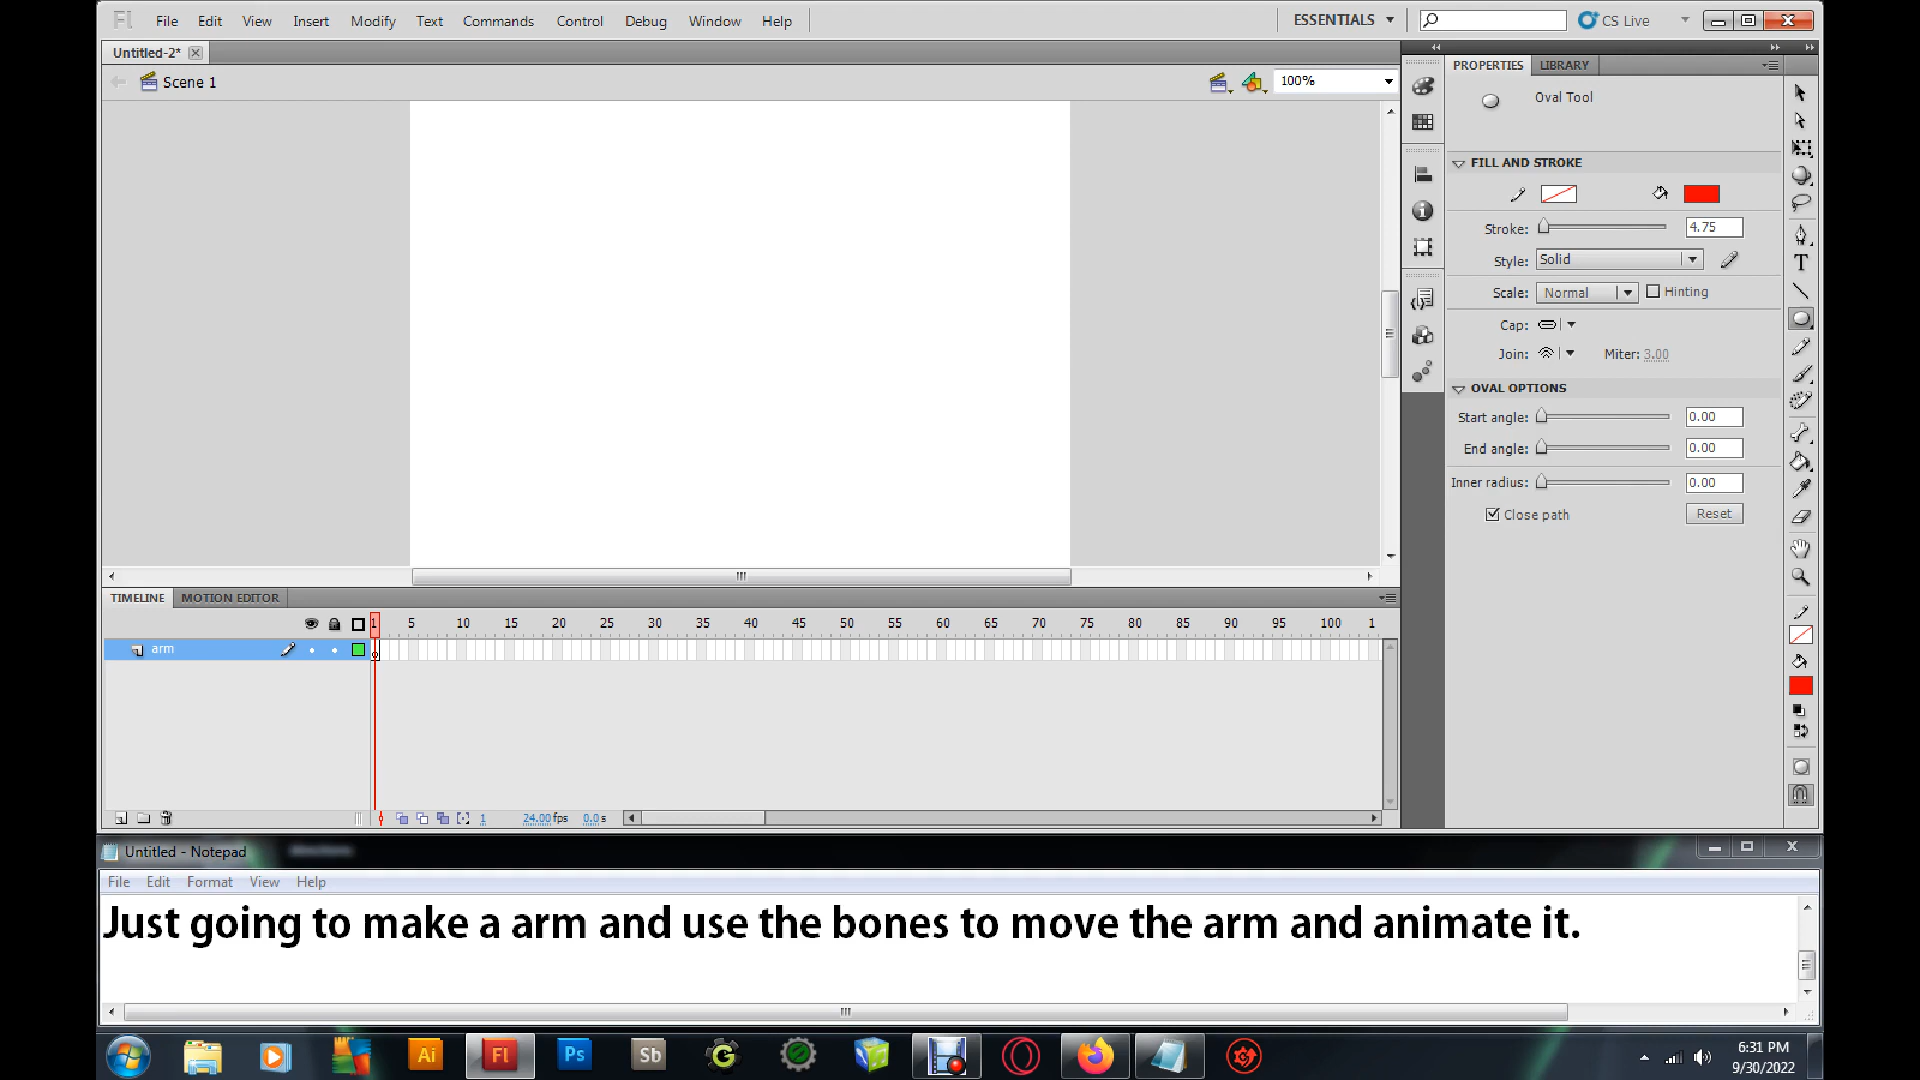 Fl File Edit View Insert Modify Text Commands Control Debug Window Help ESSENTIALS CS Live
Untitled-2*
Scene 1 100%
PROPERTIES LIBRARY
Oval Tool
FILL AND STROKE
Stroke: 4.75
Style: Solid
Scale: Normal Hinting
Cap:
Join: Miter: 3.00
OVAL OPTIONS
Start angle: 0.00
End angle: 0.00
Inner radius: 0.00
Close path Reset
TIMELINE MOTION EDITOR
1 5 10 15 20 25 30 35 40 45 50 55 60 65 70 75 80 85 90 95 100 1
arm
1 24.00fps 0.0s
Untitled - Notepad
File Edit Format View Help
Just going to make a arm and use the bones to move the arm and animate it.
Ai Fl Ps Sb
6:31 PM
9/30/2022